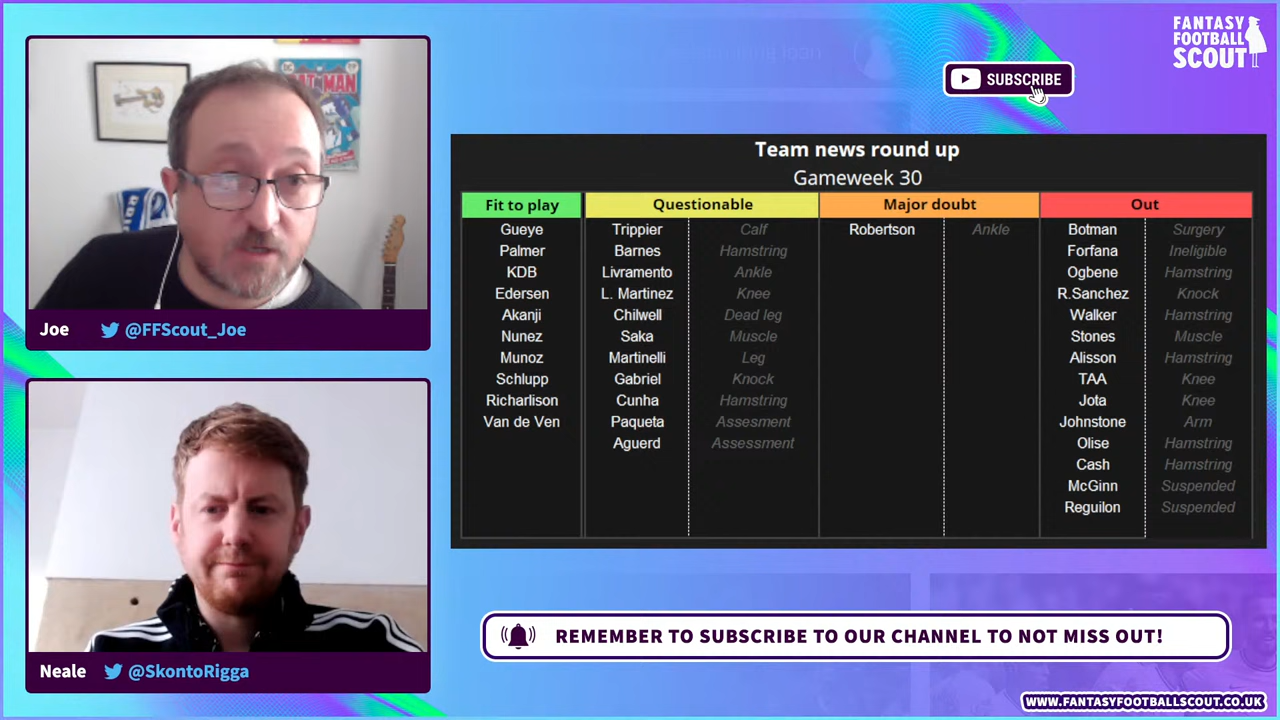 FANTASY
FOOTBALL
SCOUT
SUBSCRIBE
BATMAN
Joe @FFScout_Joe
Neale @SkontoRigga
Team news round up
Gameweek 30
Fit to play Questionable Major doubt Out
Gueye Trippier Calf Robertson Ankle Botman Surgery
Palmer Barnes Hamstring Forfana Ineligible
KDB Livramento Ankle Ogbene Hamstring
Edersen L. Martinez Knee R.Sanchez Knock
Akanji Chilwell Dead leg Walker Hamstring
Nunez Saka Muscle Stones Muscle
Munoz Martinelli Leg Alisson Hamstring
Schlupp Gabriel Knock TAA Knee
Richarlison Cunha Hamstring Jota Knee
Van de Ven Paqueta Assesment Johnstone Arm
Aguerd Assessment Olise Hamstring
Cash Hamstring
McGinn Suspended
Reguilon Suspended
REMEMBER TO SUBSCRIBE TO OUR CHANNEL TO NOT MISS OUT!
WWW.FANTASYFOOTBALLSCOUT.CO.UK